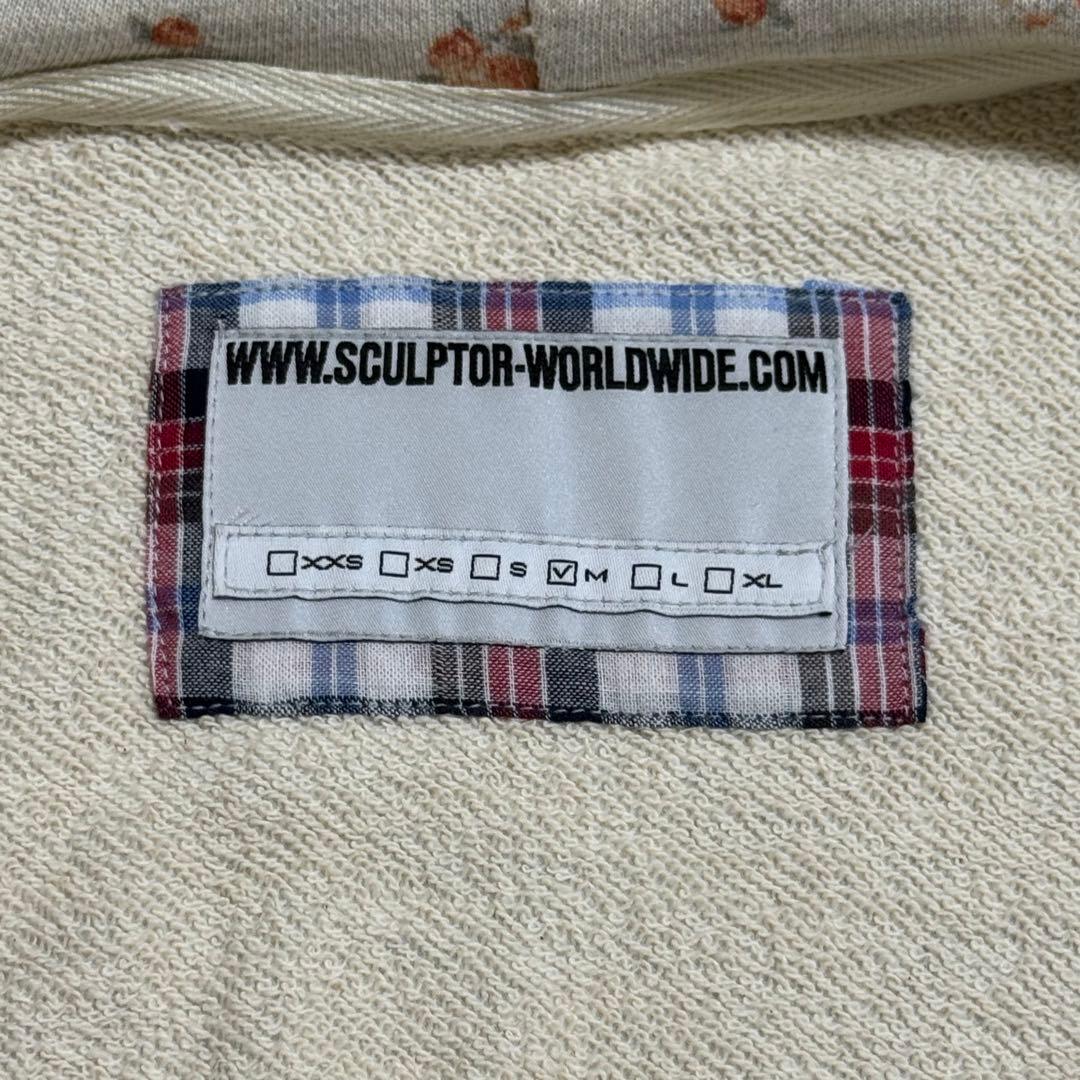 WWW.SCULPTOR-WORLDWIDE.COM
☐XXS ☐XS ☐S ☑M ☐L ☐XL